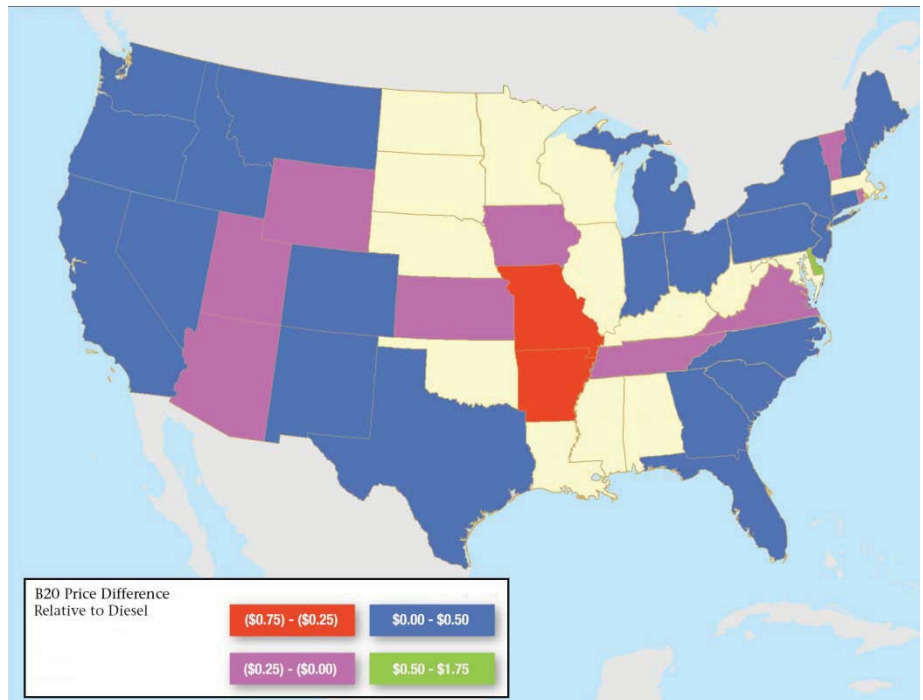 B20 Price Difference
Relative to Diesel
($0.75) - ($0.25)
$0.00 - $0.50
($0.25) - ($0.00)
$0.50 - $1.75